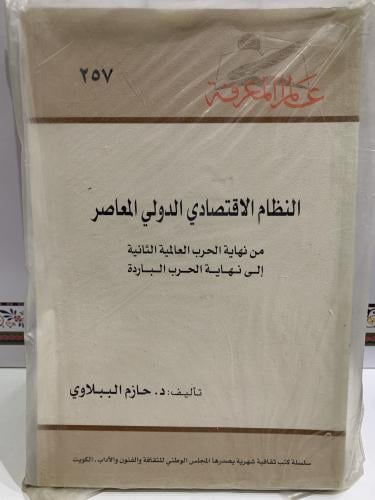 عالم المعرفة
٢٥٧
النظام الاقتصادي الدولي المعاصر
من نهاية الحرب العالمية الثانية
إلى نهاية الحرب الباردة
تأليف: د. حازم الببلاوي
سلسلة كتب ثقافية شهرية يصدرها المجلس الوطني للثقافة والفنون والآداب - الكويت